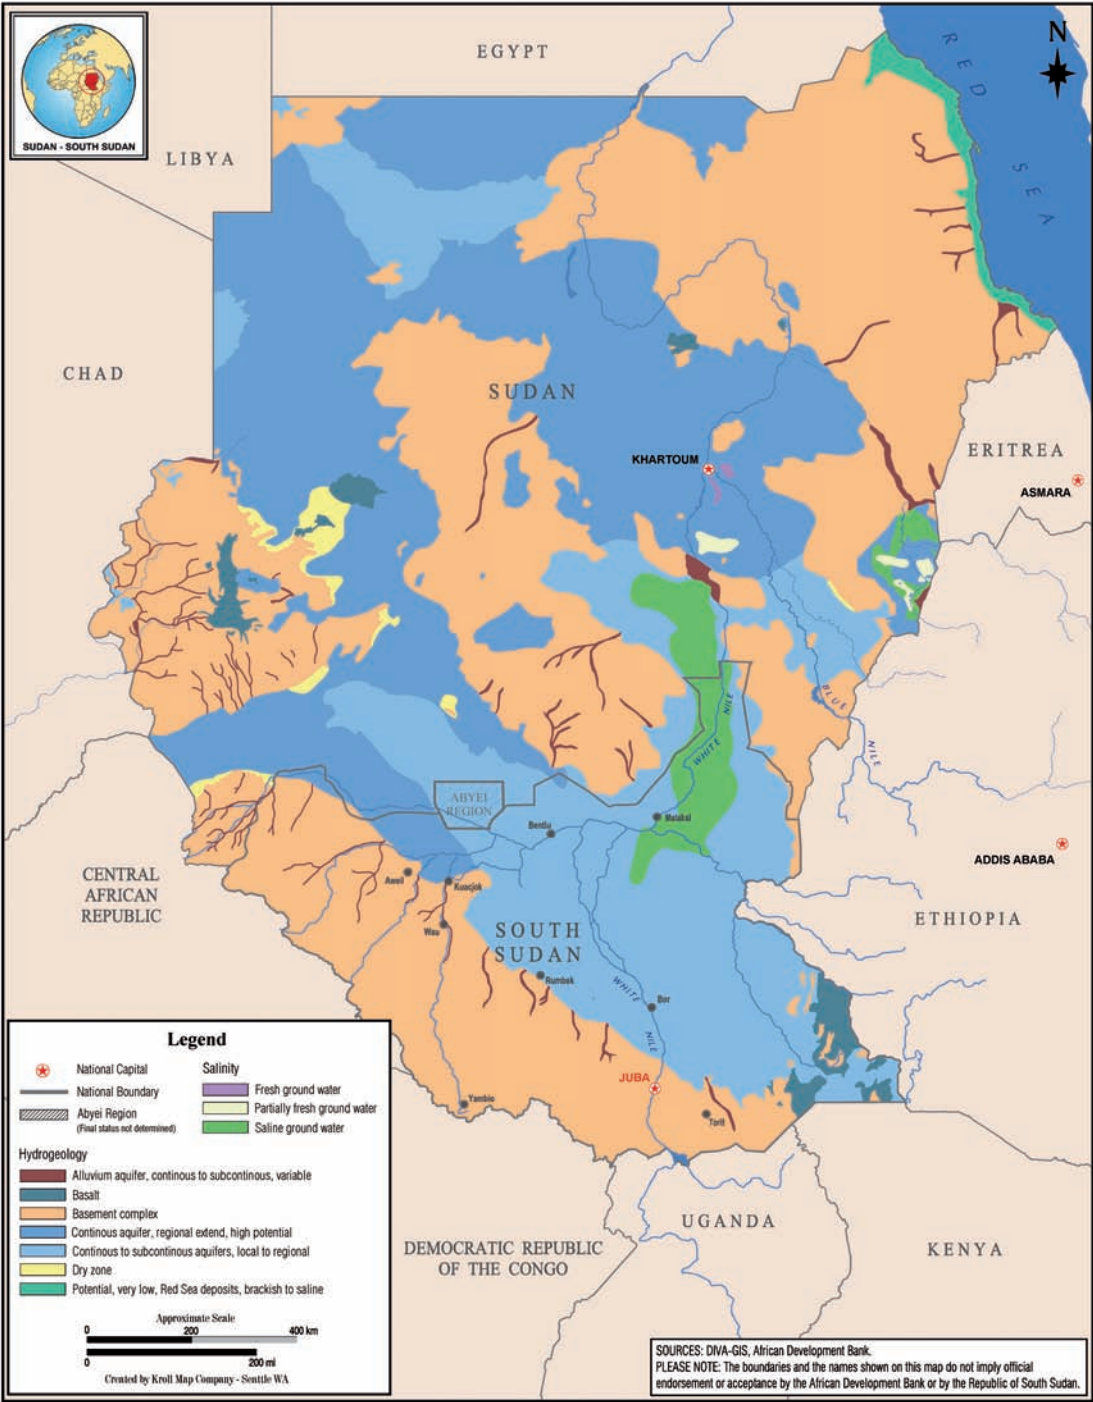 EGYPT
N
RED SEA
SUDAN - SOUTH SUDAN
LIBYA
CHAD
SUDAN
KHARTOUM
ERITREA
ASMARA
BLUE NILE
WHITE NILE
ABYEI
REGION
Bentiu
Malakal
ADDIS ABABA
CENTRAL
AFRICAN
REPUBLIC
Aweil
Kuacjok
Wau
SOUTH
SUDAN
ETHIOPIA
Rumbek
WHITE NILE
Bor
JUBA
Yambio
Torit
UGANDA
DEMOCRATIC REPUBLIC
OF THE CONGO
KENYA
Legend
National Capital
National Boundary
Abyei Region
(Final status not determined)
Salinity
Fresh ground water
Partially fresh ground water
Saline ground water
Hydrogeology
Alluvium aquifer, continous to subcontinous, variable
Basalt
Basement complex
Continous aquifer, regional extend, high potential
Continous to subcontinous aquifers, local to regional
Dry zone
Potential, very low, Red Sea deposits, brackish to saline
Approximate Scale
0 200 400 km
0 200 mi
Created by Kroll Map Company - Seattle WA
SOURCES: DIVA-GIS, African Development Bank.
PLEASE NOTE: The boundaries and the names shown on this map do not imply official
endorsement or acceptance by the African Development Bank or by the Republic of South Sudan.